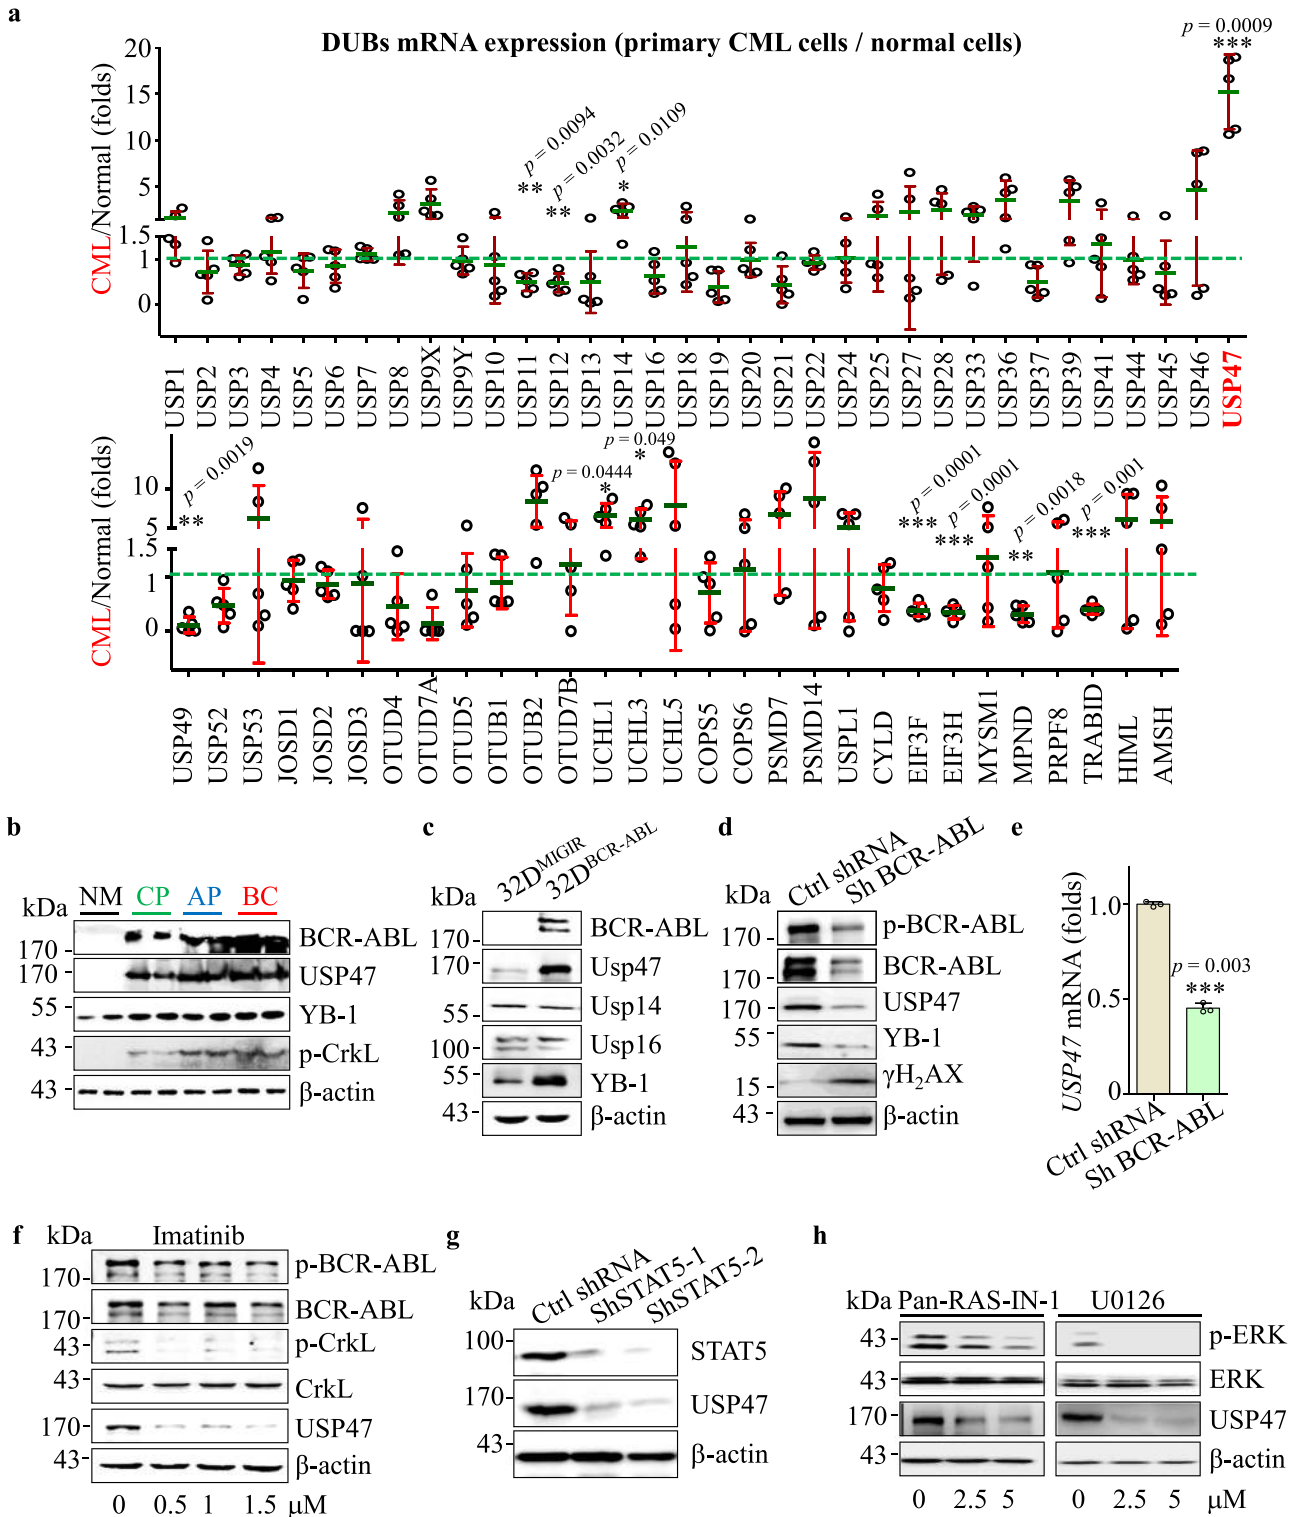 a
DUBs mRNA expression (primary CML cells / normal cells)
CML/Normal (folds)
20
15
10
5
1.5
1
0
p = 0.0094
**
p = 0.0032
**
p = 0.0109
*
p = 0.0009
***
USP1 USP2 USP3 USP4 USP5 USP6 USP7 USP8 USP9X USP9Y USP10 USP11 USP12 USP13 USP14 USP16 USP18 USP19 USP20 USP21 USP22 USP24 USP25 USP27 USP28 USP33 USP36 USP37 USP39 USP41 USP44 USP45 USP46 USP47
CML/Normal (folds)
10
5
1.5
1
0
p = 0.0019
**
p = 0.0444
*
p = 0.049
*
p = 0.0001
***
p = 0.0001
***
p = 0.0018
**
p = 0.001
***
USP49 USP52 USP53 JOSD1 JOSD2 JOSD3 OTUD4 OTUD7A OTUD5 OTUB1 OTUB2 OTUD7B UCHL1 UCHL3 UCHL5 COPS5 COPS6 PSMD7 PSMD14 USPL1 CYLD EIF3F EIF3H MYSM1 MPND PRPF8 TRABID HIML AMSH
b
kDa NM CP AP BC
170 BCR-ABL
170 USP47
55 YB-1
43 p-CrkL
43 β-actin
c
kDa 32D^MIGIR 32D^BCR-ABL
170 BCR-ABL
170 Usp47
55 Usp14
100 Usp16
55 YB-1
43 β-actin
d
kDa Ctrl shRNA Sh BCR-ABL
170 p-BCR-ABL
170 BCR-ABL
170 USP47
55 YB-1
15 γH₂AX
43 β-actin
e
USP47 mRNA (folds)
1.0
0.5
0
p = 0.003
***
Ctrl shRNA
Sh BCR-ABL
f
kDa Imatinib
170 p-BCR-ABL
170 BCR-ABL
43 p-CrkL
43 CrkL
170 USP47
43 β-actin
0 0.5 1 1.5 μM
g
kDa Ctrl shRNA ShSTAT5-1 ShSTAT5-2
100 STAT5
170 USP47
43 β-actin
h
kDa Pan-RAS-IN-1 U0126
43 p-ERK
43 ERK
170 USP47
43 β-actin
0 2.5 5 0 2.5 5 μM